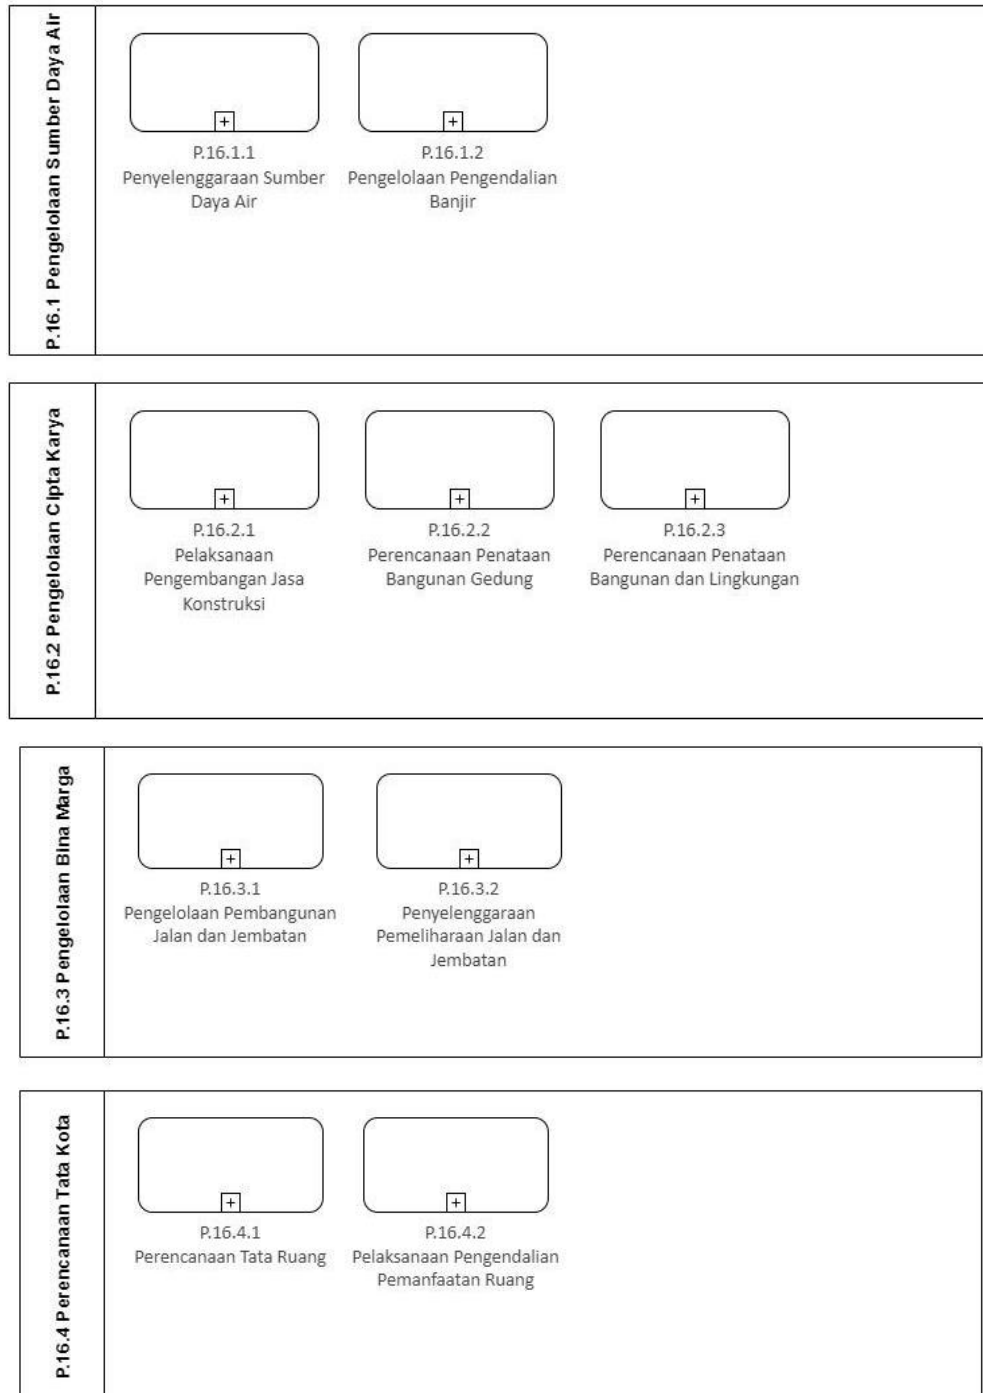 P.16.1 Pengelolaan Sumber Daya Air
P.16.1.1
Penyelenggaraan Sumber
Daya Air
P.16.1.2
Pengelolaan Pengendalian
Banjir
P.16.2 Pengelolaan Cipta Karya
P.16.2.1
Pelaksanaan
Pengembangan Jasa
Konstruksi
P.16.2.2
Perencanaan Penataan
Bangunan Gedung
P.16.2.3
Perencanaan Penataan
Bangunan dan Lingkungan
P.16.3 Pengelolaan Bina Marga
P.16.3.1
Pengelolaan Pembangunan
Jalan dan Jembatan
P.16.3.2
Penyelenggaraan
Pemeliharaan Jalan dan
Jembatan
P.16.4 Perencanaan Tata Kota
P.16.4.1
Perencanaan Tata Ruang
P.16.4.2
Pelaksanaan Pengendalian
Pemanfaatan Ruang